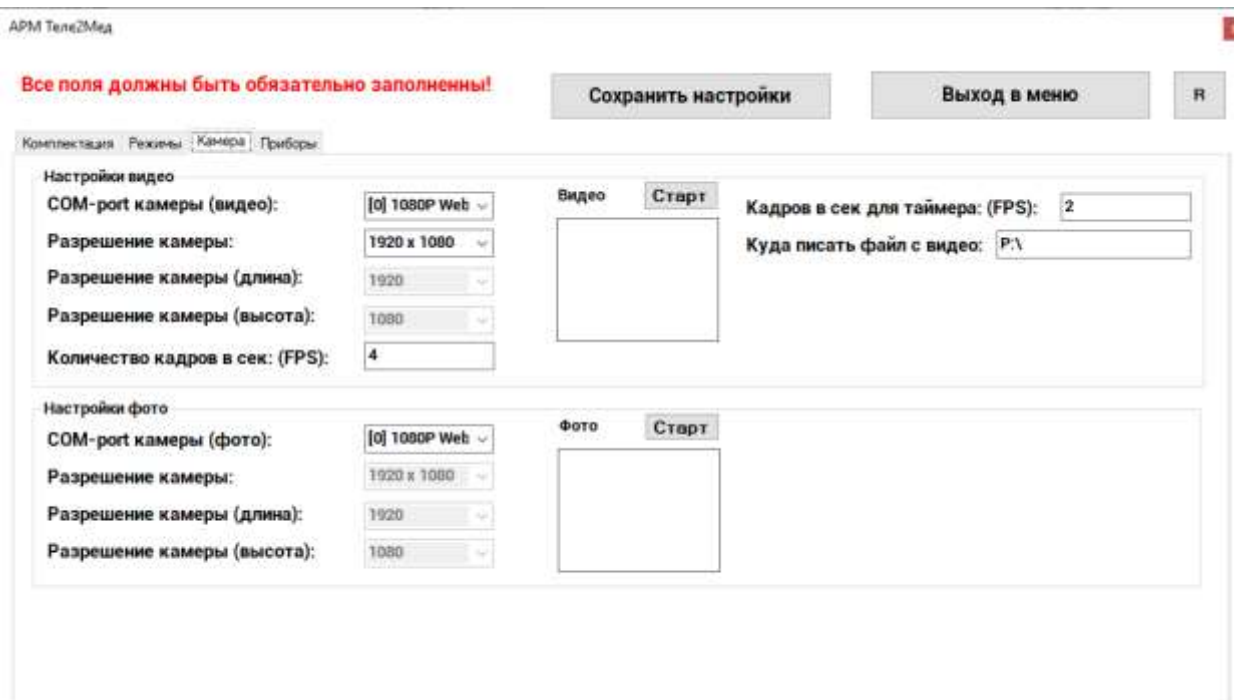 АРМ Теле2Мед
Все поля должны быть обязательно заполненны!
Сохранить настройки
Выход в меню
R
Комплектация Режимы Камера Приборы
Настройки видео
COM-port камеры (видео): [0] 1080P Web
Разрешение камеры: 1920 x 1080
Разрешение камеры (длина): 1920
Разрешение камеры (высота): 1080
Количество кадров в сек: (FPS): 4
Видео Старт
Кадров в сек для таймера: (FPS): 2
Куда писать файл с видео: P:\
Настройки фото
COM-port камеры (фото): [0] 1080P Web
Разрешение камеры: 1920 x 1080
Разрешение камеры (длина): 1920
Разрешение камеры (высота): 1080
Фото Старт